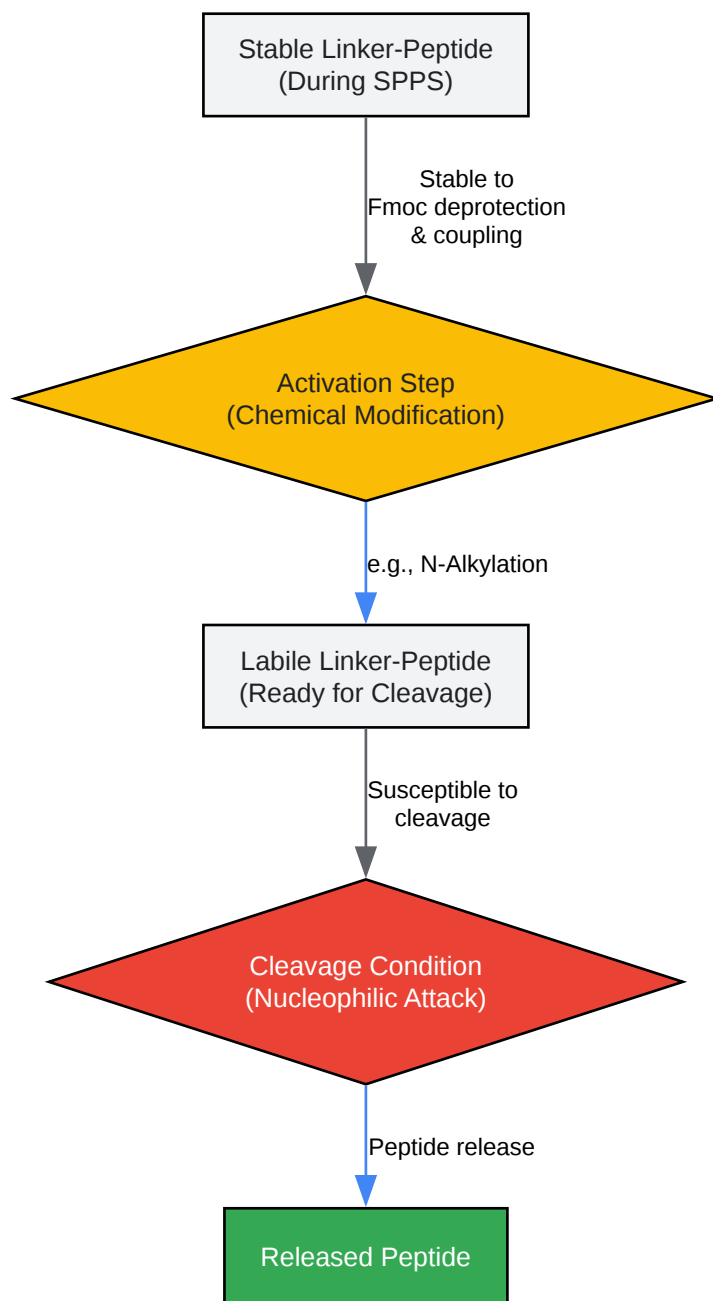 Stable Linker-Peptide
(During SPPS)
Stable to
Fmoc deprotection
& coupling
Activation Step
(Chemical Modification)
e.g., N-Alkylation
Labile Linker-Peptide
(Ready for Cleavage)
Susceptible to
cleavage
Cleavage Condition
(Nucleophilic Attack)
Peptide release
Released Peptide